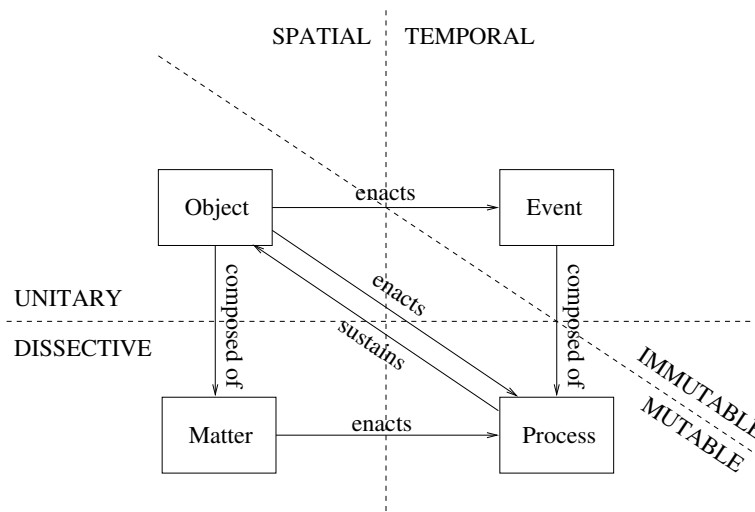 SPATIAL
TEMPORAL
Object
enacts
Event
composed of
enacts
sustains
composed of
UNITARY
DISSECTIVE
IMMUTABLE
MUTABLE
Matter
enacts
Process